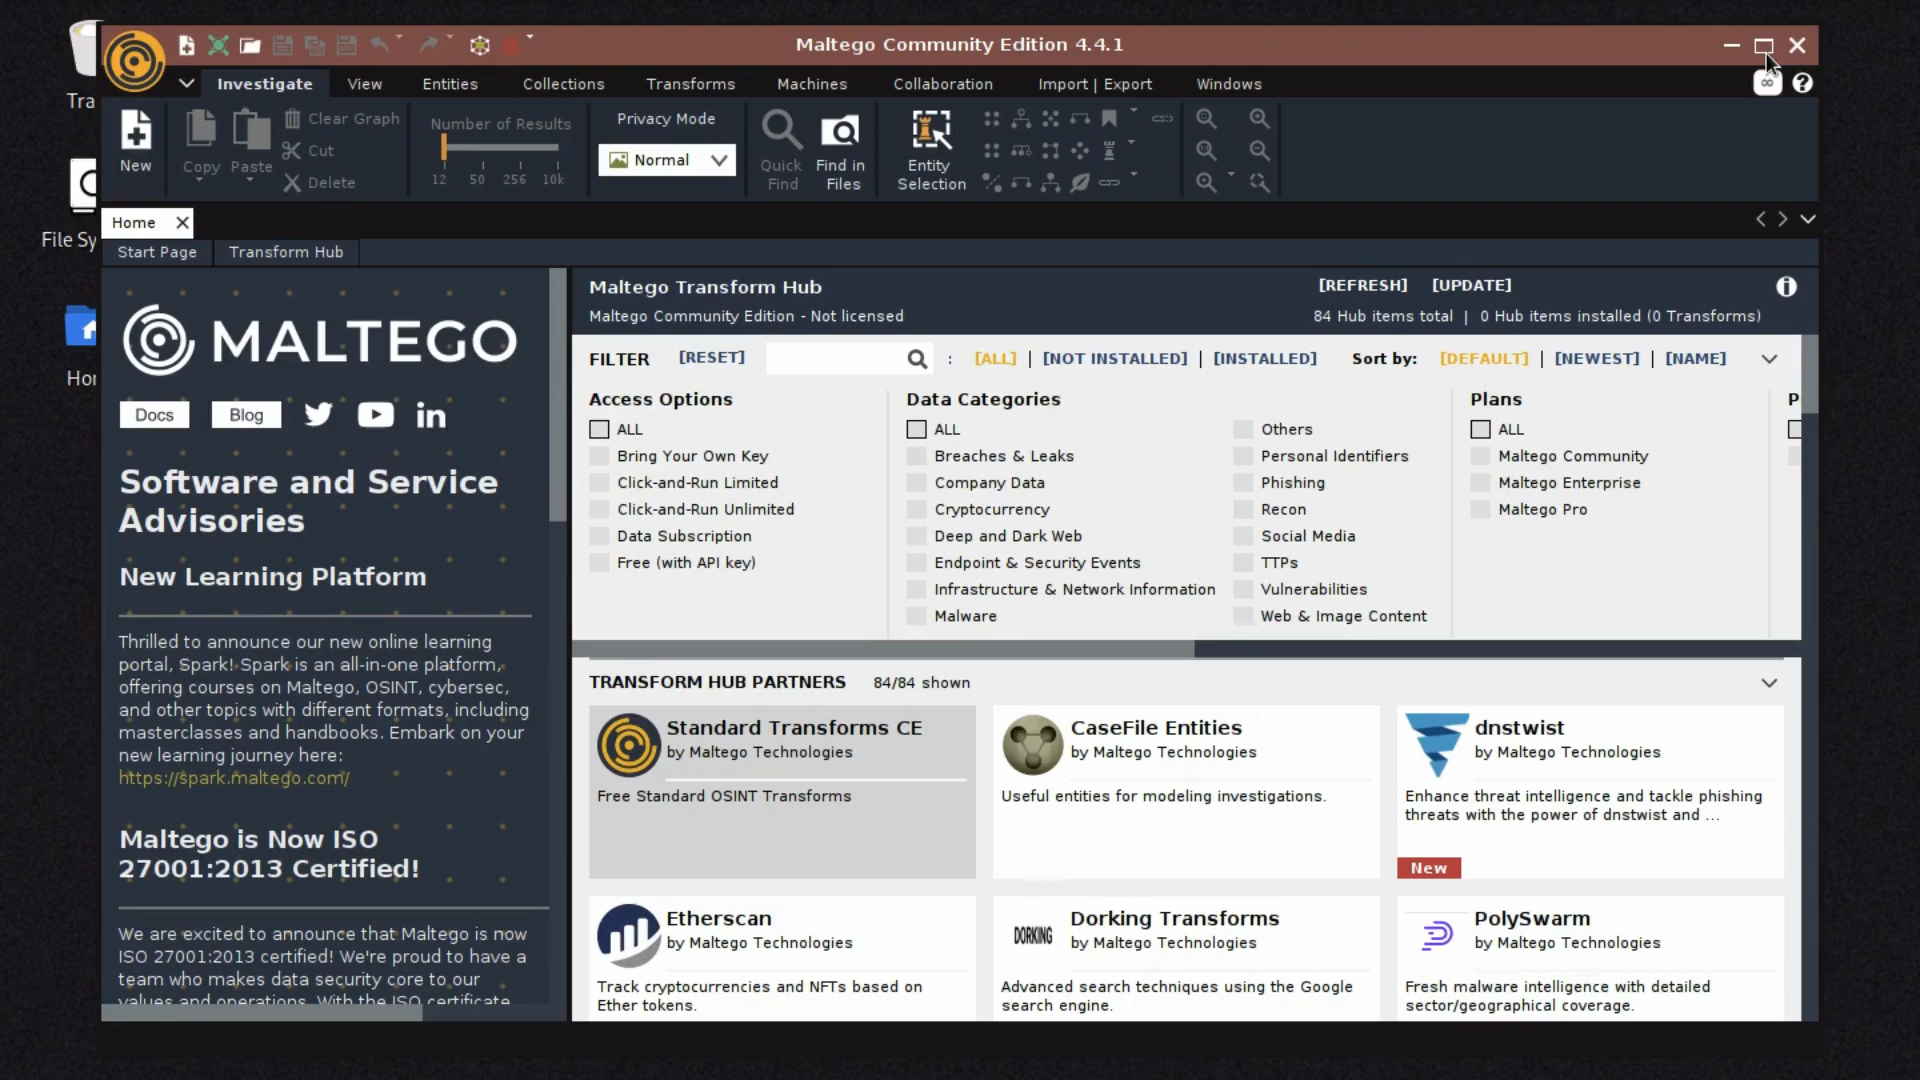 Tra
File Sy
Hor
Maltego Community Edition 4.4.1
Investigate View Entities Collections Transforms Machines Collaboration Import | Export Windows
New
Copy
Paste
Clear Graph
Cut
Delete
Number of Results
12 50 256 10k
Privacy Mode
Normal
Quick
Find
Find in
Files
Entity
Selection
Home
Start Page Transform Hub
MALTEGO
Docs Blog
Software and Service
Advisories
New Learning Platform
Thrilled to announce our new online learning
portal, Spark! Spark is an all-in-one platform,
offering courses on Maltego, OSINT, cybersec,
and other topics with different formats, including
masterclasses and handbooks. Embark on your
new learning journey here:
https://spark.maltego.com/
Maltego is Now ISO
27001:2013 Certified!
We are excited to announce that Maltego is now
ISO 27001:2013 certified! We're proud to have a
team who makes data security core to our
values and operations. With the ISO certificate
Maltego Transform Hub
Maltego Community Edition - Not licensed
[REFRESH] [UPDATE]
84 Hub items total | 0 Hub items installed (0 Transforms)
FILTER [RESET] : [ALL] | [NOT INSTALLED] | [INSTALLED] Sort by: [DEFAULT] | [NEWEST] | [NAME]
Access Options
ALL
Bring Your Own Key
Click-and-Run Limited
Click-and-Run Unlimited
Data Subscription
Free (with API key)
Data Categories
ALL
Breaches & Leaks
Company Data
Cryptocurrency
Deep and Dark Web
Endpoint & Security Events
Infrastructure & Network Information
Malware
Others
Personal Identifiers
Phishing
Recon
Social Media
TTPs
Vulnerabilities
Web & Image Content
Plans
ALL
Maltego Community
Maltego Enterprise
Maltego Pro
P
TRANSFORM HUB PARTNERS 84/84 shown
Standard Transforms CE
by Maltego Technologies
Free Standard OSINT Transforms
CaseFile Entities
by Maltego Technologies
Useful entities for modeling investigations.
dnstwist
by Maltego Technologies
Enhance threat intelligence and tackle phishing
threats with the power of dnstwist and ...
New
Etherscan
by Maltego Technologies
Track cryptocurrencies and NFTs based on
Ether tokens.
DORKING
Dorking Transforms
by Maltego Technologies
Advanced search techniques using the Google
search engine.
PolySwarm
by Maltego Technologies
Fresh malware intelligence with detailed
sector/geographical coverage.